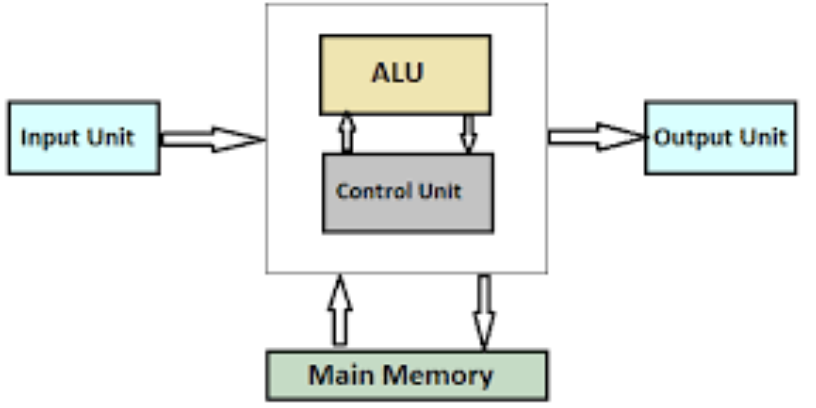 ALU
Input Unit
Output Unit
Control Unit
Main Memory